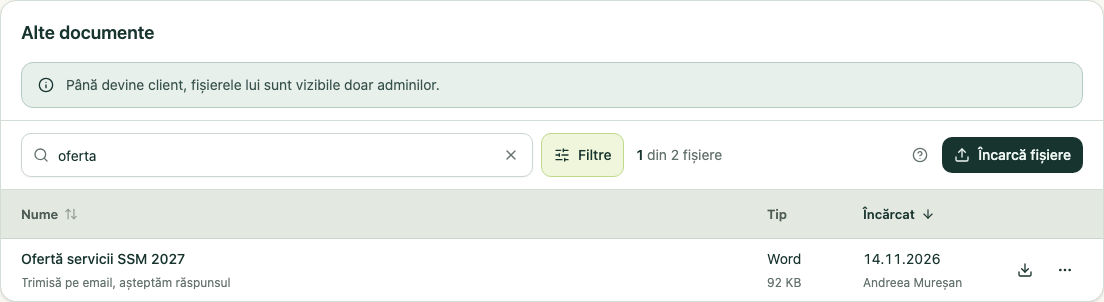 Alte documente
Până devine client, fișierele lui sunt vizibile doar adminilor.
oferta
Filtre
1 din 2 fișiere
Încarcă fișiere
Nume Tip Încărcat
Ofertă servicii SSM 2027 Word 14.11.2026
Trimisă pe email, așteptăm răspunsul 92 KB Andreea Mureșan